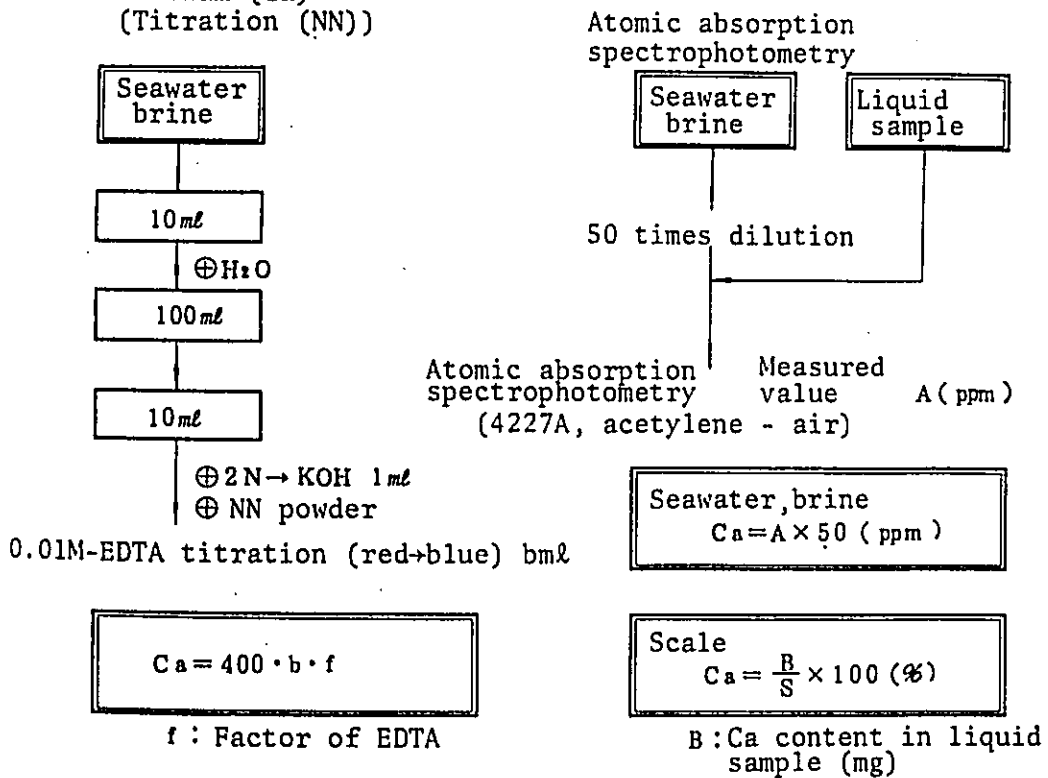 (Titration (NN))
Seawater
brine
10mℓ
⊕H₂O
100mℓ
10mℓ
⊕2N→KOH 1mℓ
⊕ NN powder
0.01M-EDTA titration (red→blue) bmℓ
Ca=400・b・f
f : Factor of EDTA
Atomic absorption
spectrophotometry
Seawater
brine
Liquid
sample
50 times dilution
Atomic absorption
spectrophotometry
(4227A, acetylene - air)
Measured
value
A(ppm)
Seawater,brine
Ca=A×50 (ppm)
Scale
Ca= B/S ×100 (%)
B:Ca content in liquid
sample (mg)